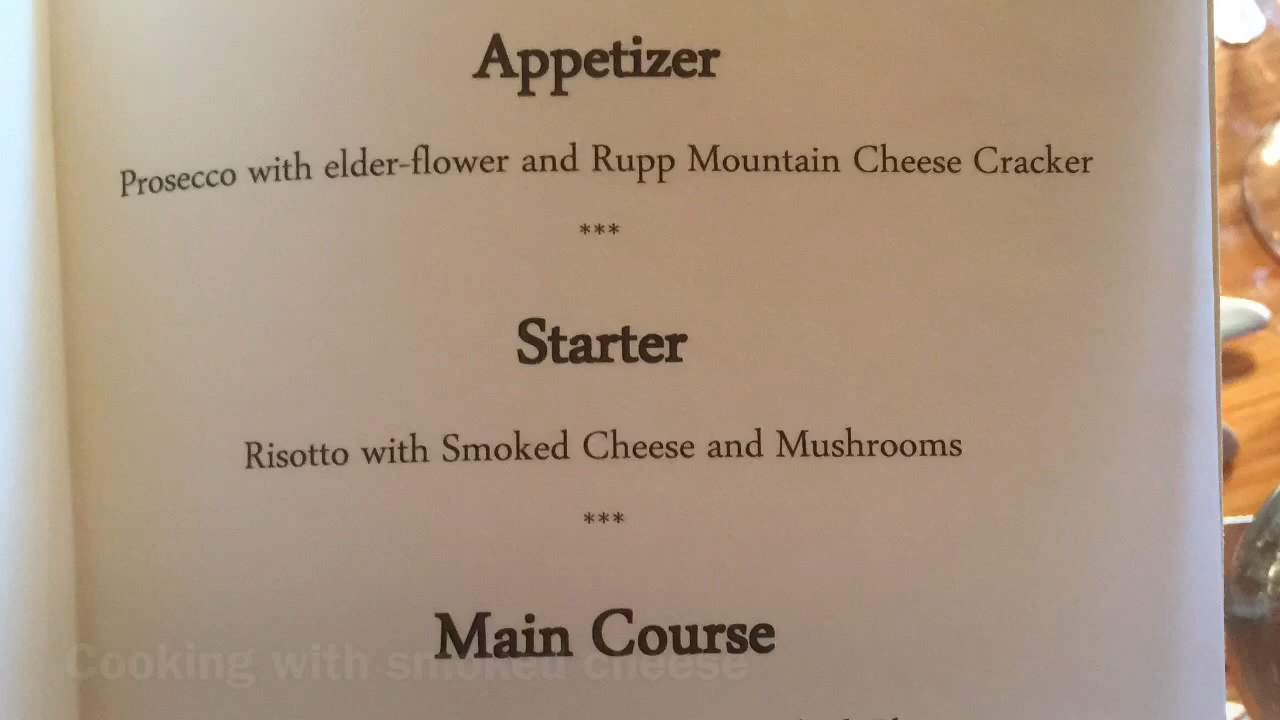 Appetizer
Prosecco with elder-flower and Rupp Mountain Cheese Cracker
***
Starter
Risotto with Smoked Cheese and Mushrooms
***
Main Course
Cooking with smoked cheese